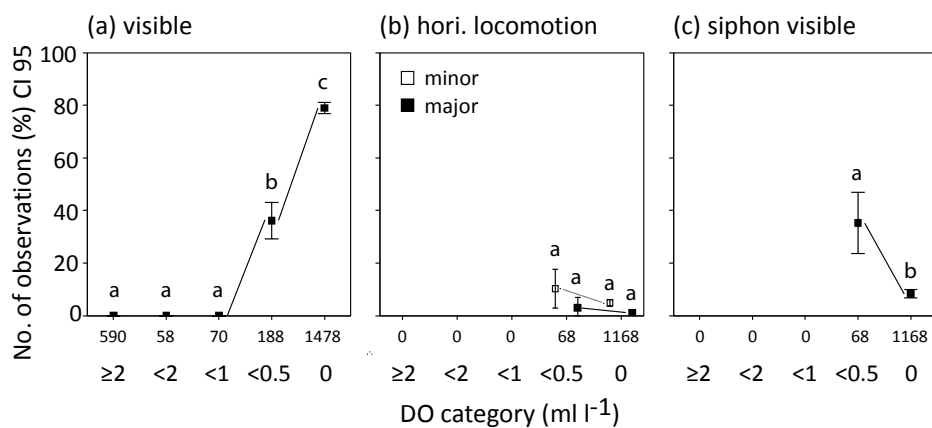 (a) visible
(b) hori. locomotion
(c) siphon visible
No. of observations (%) CI 95
100
80
60
40
20
0
a a a b c
minor
major
a a a a
a b
590 58 70 188 1478
0 0 0 68 1168
0 0 0 68 1168
≥2 <2 <1 <0.5 0
≥2 <2 <1 <0.5 0
≥2 <2 <1 <0.5 0
DO category (ml l-1)